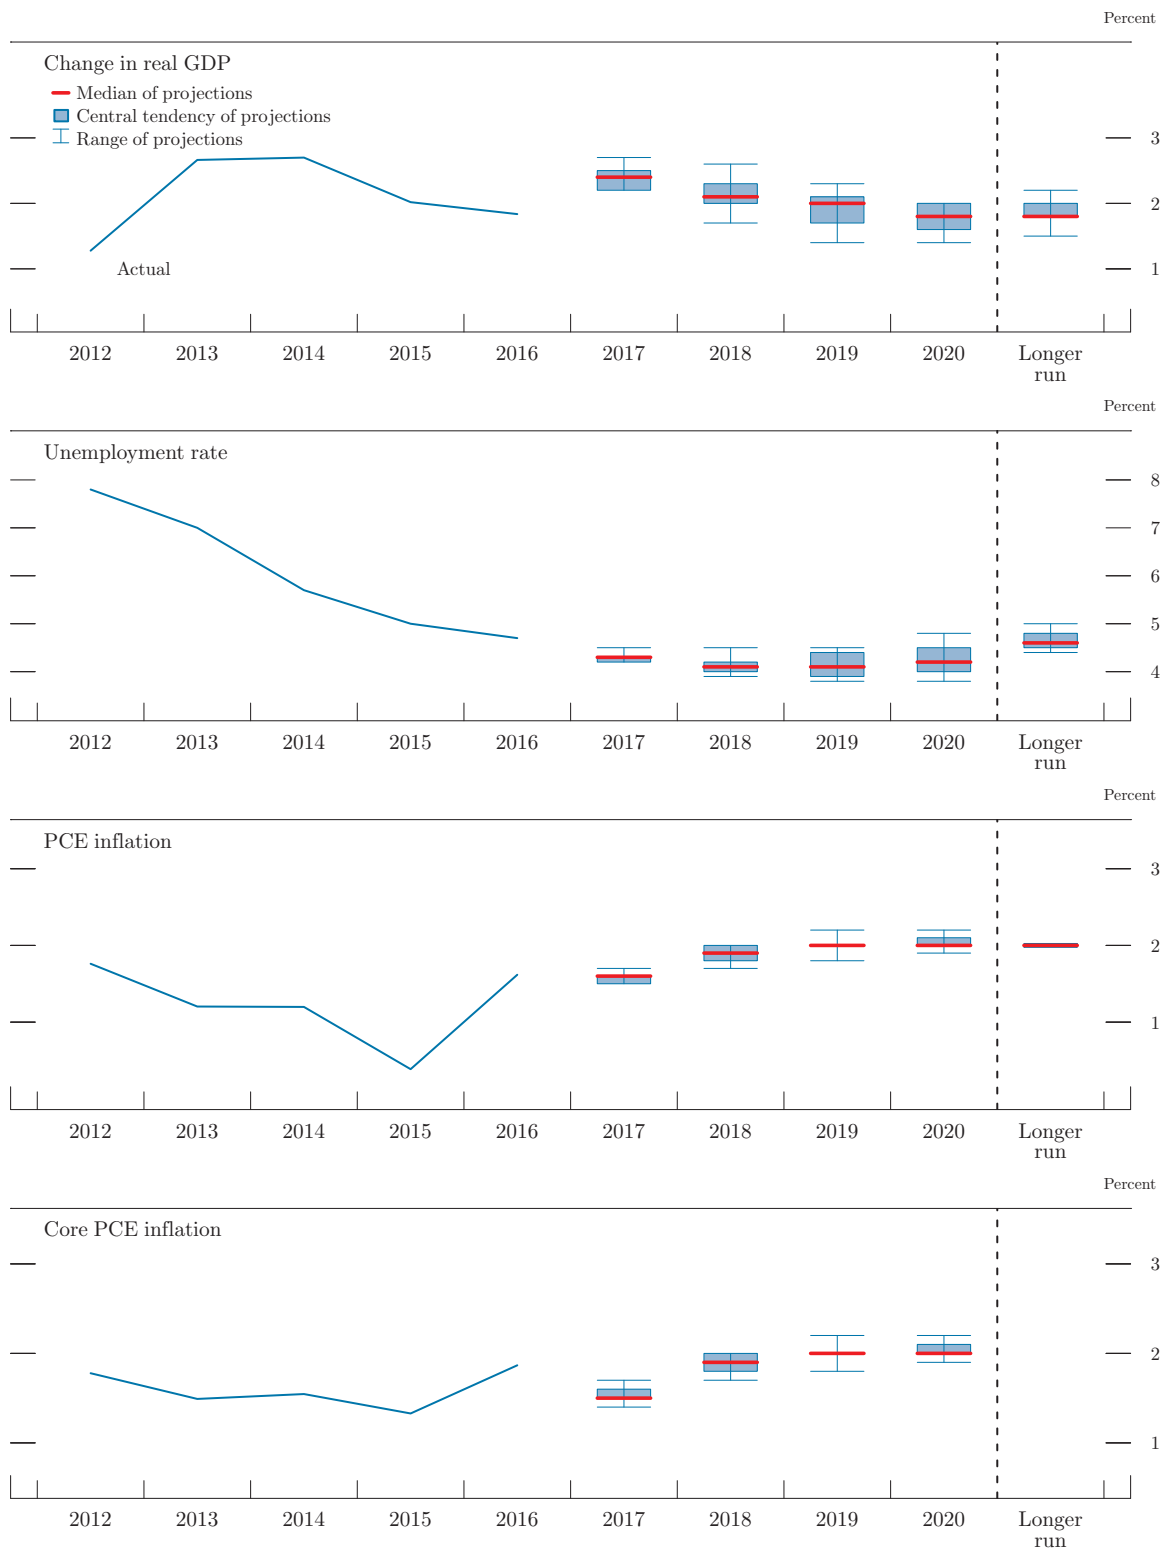 Percent
Change in real GDP
Median of projections
Central tendency of projections
Range of projections
3
2
1
Actual
2012 2013 2014 2015 2016 2017 2018 2019 2020 Longer
run
Percent
Unemployment rate
8
7
6
5
4
2012 2013 2014 2015 2016 2017 2018 2019 2020 Longer
run
Percent
PCE inflation
3
2
1
2012 2013 2014 2015 2016 2017 2018 2019 2020 Longer
run
Percent
Core PCE inflation
3
2
1
2012 2013 2014 2015 2016 2017 2018 2019 2020 Longer
run